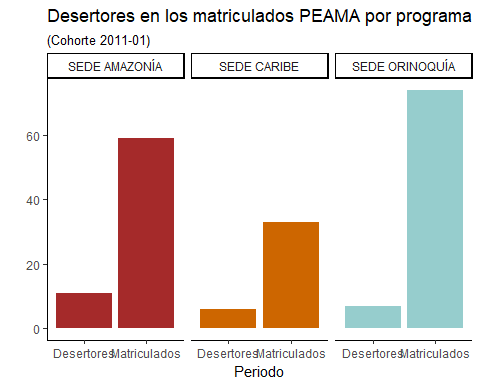 Desertores en los matriculados PEAMA por programa
(Cohorte 2011-01)
SEDE AMAZONÍA
SEDE CARIBE
SEDE ORINOQUÍA
60
40
20
0
Desertores Matriculados
Desertores Matriculados
Desertores Matriculados
Periodo